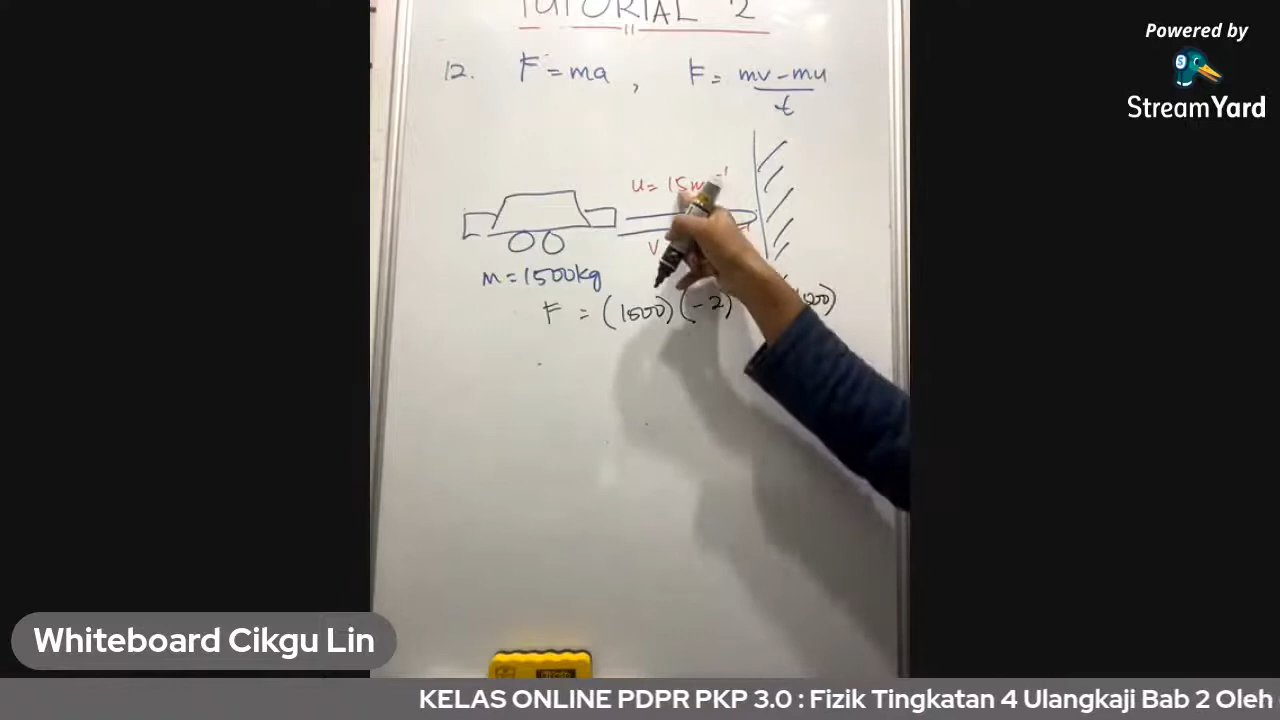 TUTORIAL 2
Powered by
StreamYard
12. F = ma , F = mv - mu
t
u = 15
v
m = 1500kg
F = (1500)(-2)
Whiteboard Cikgu Lin
KELAS ONLINE PDPR PKP 3.0 : Fizik Tingkatan 4 Ulangkaji Bab 2 Oleh